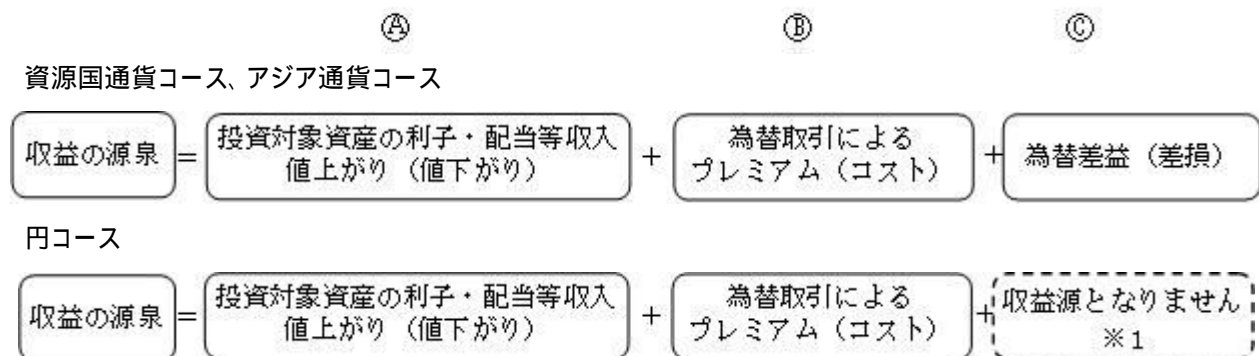 Ⓐ Ⓑ Ⓒ
資源国通貨コース、アジア通貨コース
収益の源泉 = 投資対象資産の利子・配当等収入 値上がり（値下がり） + 為替取引による プレミアム（コスト） + 為替差益（差損）
円コース
収益の源泉 = 投資対象資産の利子・配当等収入 値上がり（値下がり） + 為替取引による プレミアム（コスト） + 収益源となりません ※1